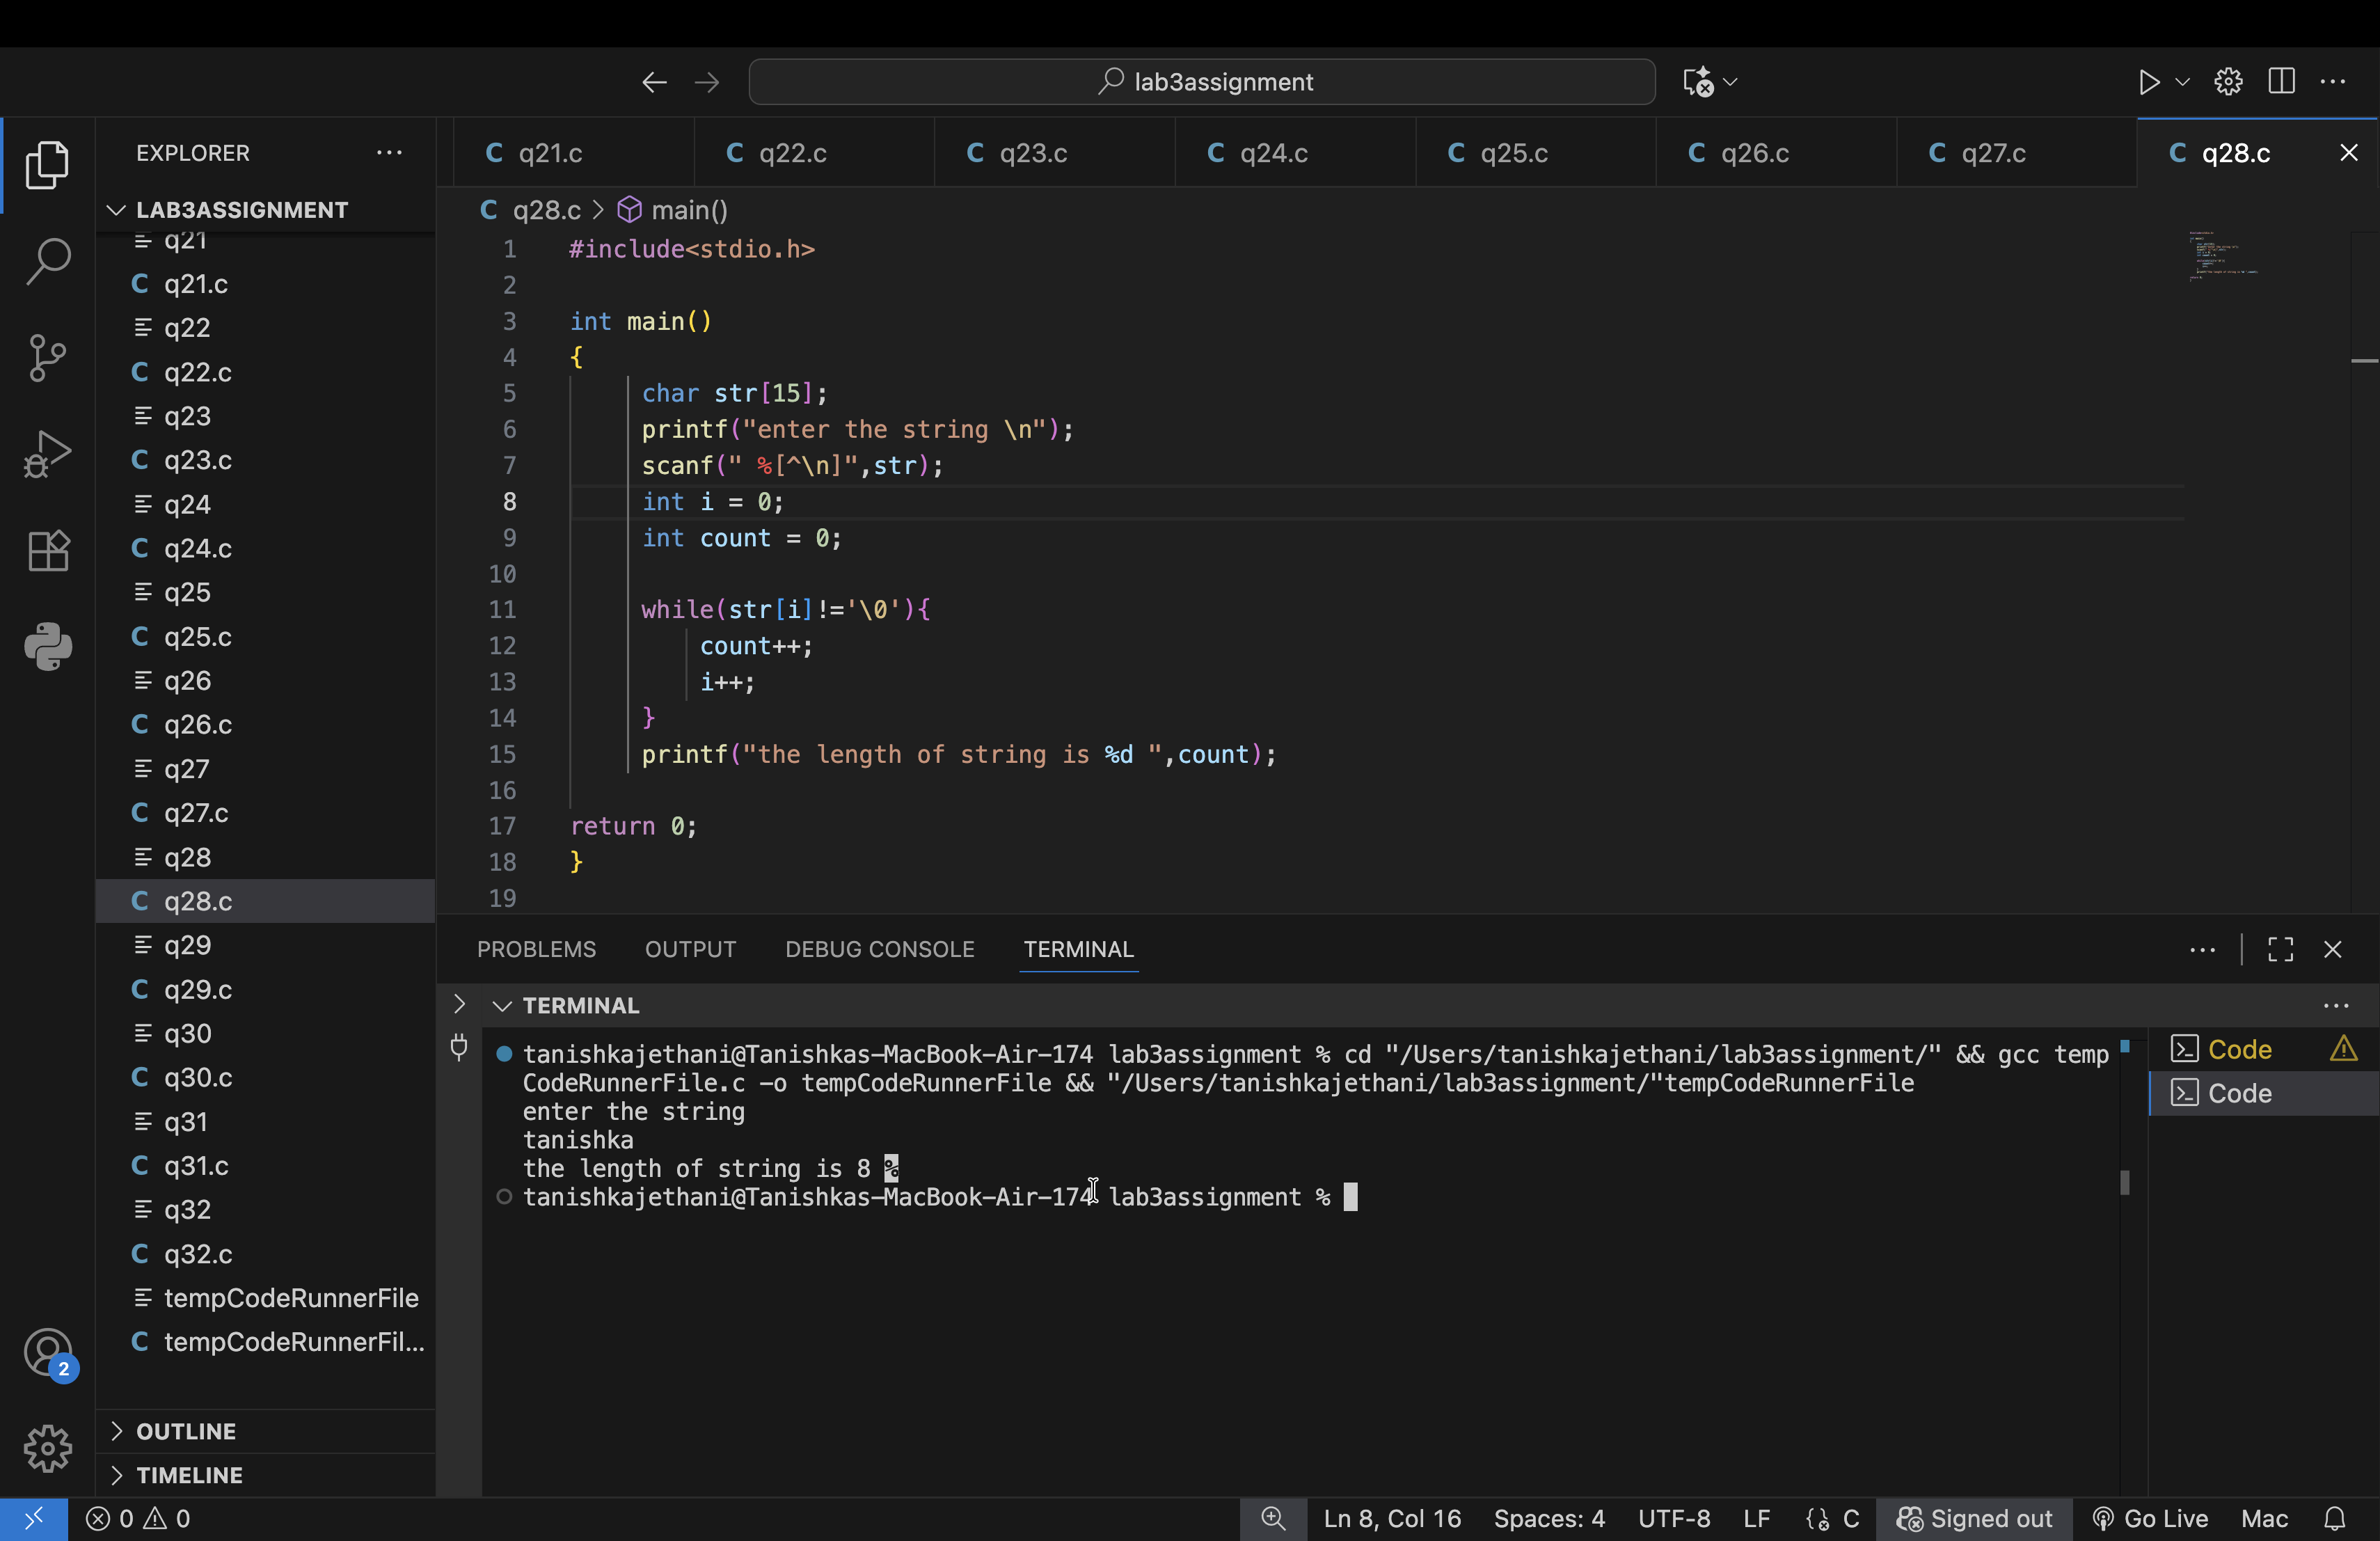 lab3assignment
EXPLORER
LAB3ASSIGNMENT
q21
q21.c
q22
q22.c
q23
q23.c
q24
q24.c
q25
q25.c
q26
q26.c
q27
q27.c
q28
q28.c
q29
q29.c
q30
q30.c
q31
q31.c
q32
q32.c
tempCodeRunnerFile
tempCodeRunnerFil...
OUTLINE
TIMELINE
q21.c q22.c q23.c q24.c q25.c q26.c q27.c q28.c
q28.c > main()
1 #include<stdio.h>
2
3 int main()
4 {
5 char str[15];
6 printf("enter the string \n");
7 scanf(" %[^\n]",str);
8 int i = 0;
9 int count = 0;
10
11 while(str[i]!='\0'){
12 count++;
13 i++;
14 }
15 printf("the length of string is %d ",count);
16
17 return 0;
18 }
19
PROBLEMS OUTPUT DEBUG CONSOLE TERMINAL
TERMINAL
tanishkajethani@Tanishkas-MacBook-Air-174 lab3assignment % cd "/Users/tanishkajethani/lab3assignment/" && gcc temp
CodeRunnerFile.c -o tempCodeRunnerFile && "/Users/tanishkajethani/lab3assignment/"tempCodeRunnerFile
enter the string
tanishka
the length of string is 8 %
tanishkajethani@Tanishkas-MacBook-Air-174 lab3assignment %
Code
Code
2
0 0 Ln 8, Col 16 Spaces: 4 UTF-8 LF C Signed out Go Live Mac